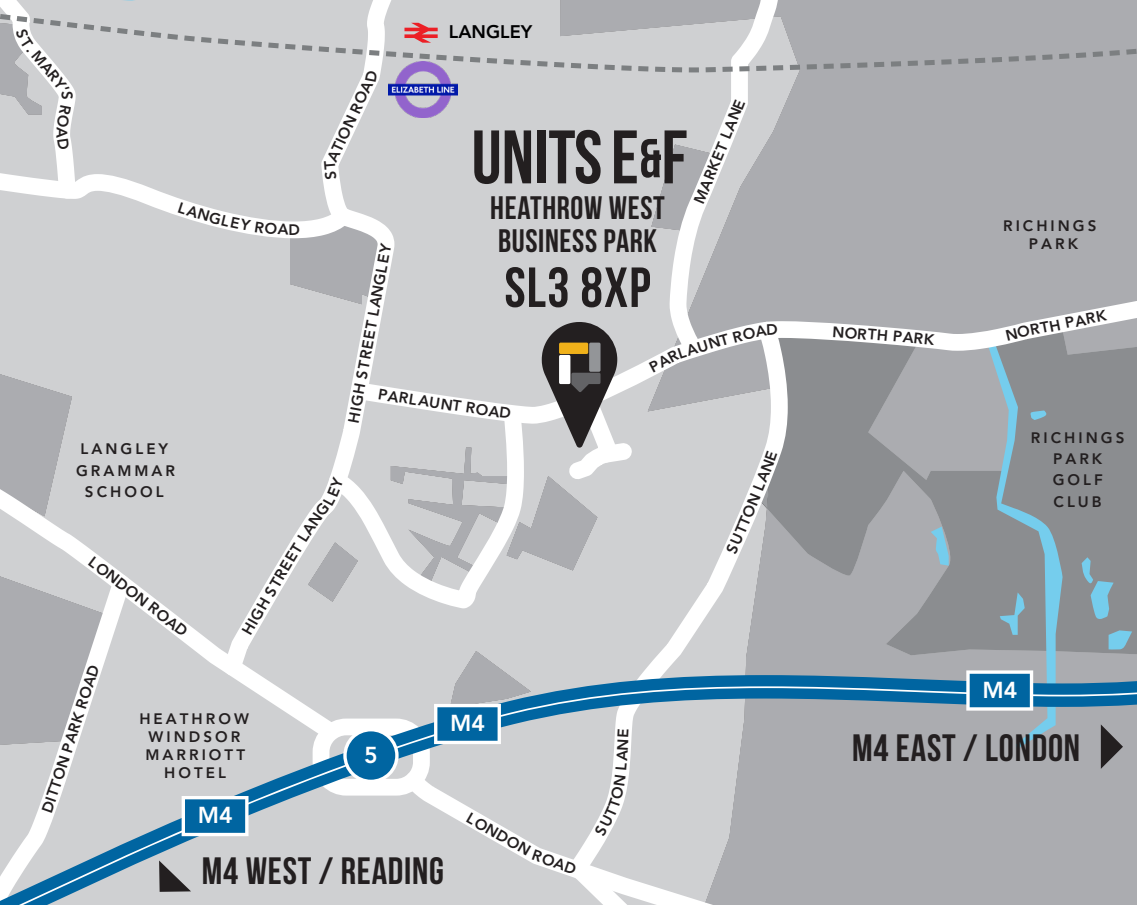 LANGLEY
ELIZABETH LINE
ST. MARY'S ROAD
STATION ROAD
MARKET LANE
UNITS E&F
HEATHROW WEST
BUSINESS PARK
SL3 8XP
LANGLEY ROAD
RICHINGS
PARK
HIGH STREET LANGLEY
PARLAUNT ROAD
NORTH PARK
NORTH PARK
PARLAUNT ROAD
LANGLEY
GRAMMAR
SCHOOL
RICHINGS
PARK
GOLF
CLUB
HIGH STREET LANGLEY
SUTTON LANE
LONDON ROAD
DITTON PARK ROAD
HEATHROW
WINDSOR
MARRIOTT
HOTEL
M4
M4
5
M4
M4 EAST / LONDON
SUTTON LANE
LONDON ROAD
M4 WEST / READING